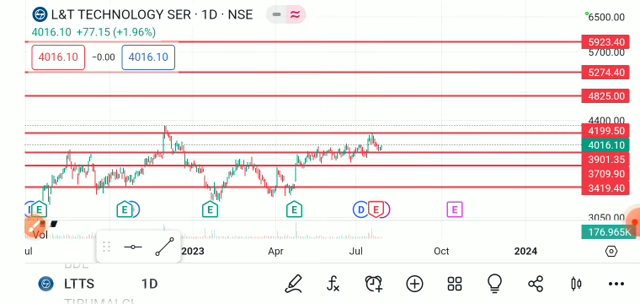 L&T TECHNOLOGY SER · 1D · NSE
4016.10 +77.15 (+1.96%)
4016.10 −0.00 4016.10
6500.00
5923.40
5700.00
5274.40
4825.00
4400.00
4199.50
4016.10
3901.35
3709.90
3419.40
E E E E D E E
3050.00
Vol
176.965K
2023 Apr Jul Oct 2024
LTTS 1D